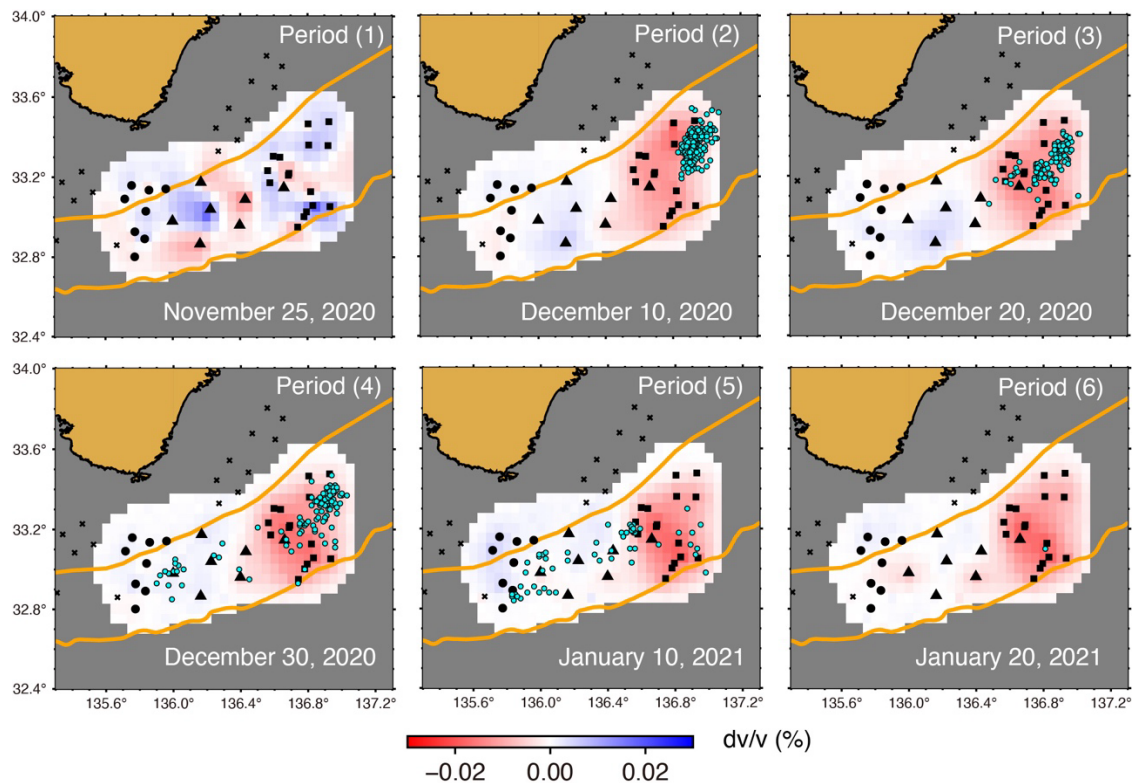 34.0°
33.6°
33.2°
32.8°
32.4°
Period (1)
November 25, 2020
Period (2)
December 10, 2020
Period (3)
December 20, 2020
34.0°
33.6°
33.2°
32.8°
32.4°
Period (4)
December 30, 2020
Period (5)
January 10, 2021
Period (6)
January 20, 2021
135.6° 136.0° 136.4° 136.8° 137.2°
135.6° 136.0° 136.4° 136.8° 137.2°
135.6° 136.0° 136.4° 136.8° 137.2°
dv/v (%)
−0.02 0.00 0.02